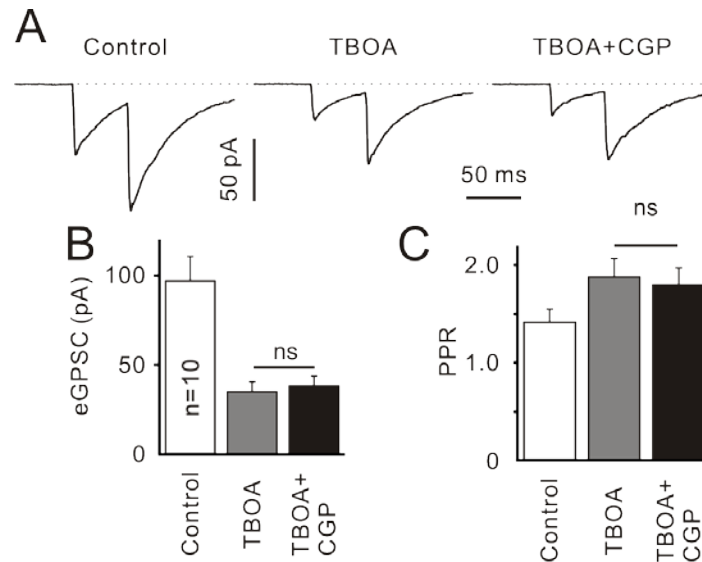 A
Control
TBOA
TBOA+CGP
50 pA
50 ms
B
eGPSC (pA)
100
50
0
n=10
ns
Control
TBOA
TBOA+
CGP
C
PPR
2.0
1.0
0
ns
Control
TBOA
TBOA+
CGP